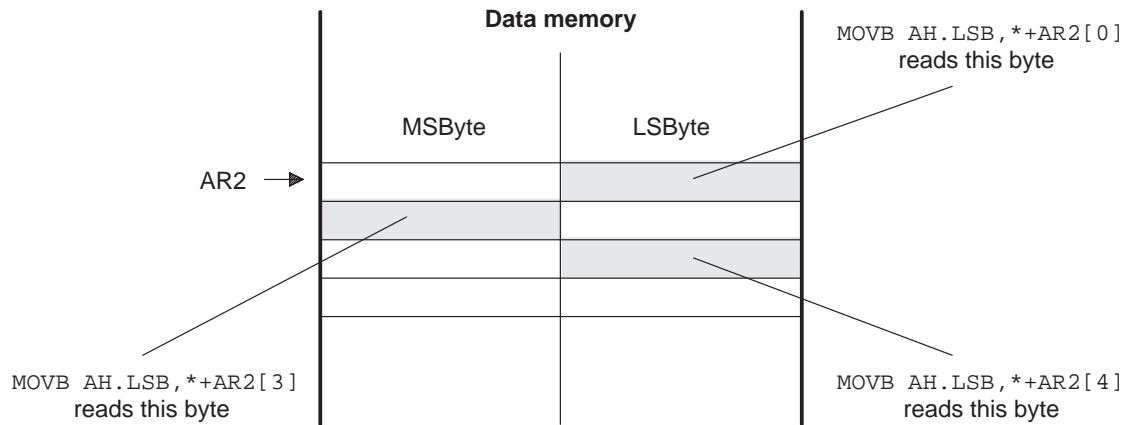 Data memory
MOVB AH.LSB,*+AR2[0]
reads this byte
MSByte
LSByte
AR2
MOVB AH.LSB,*+AR2[3]
reads this byte
MOVB AH.LSB,*+AR2[4]
reads this byte